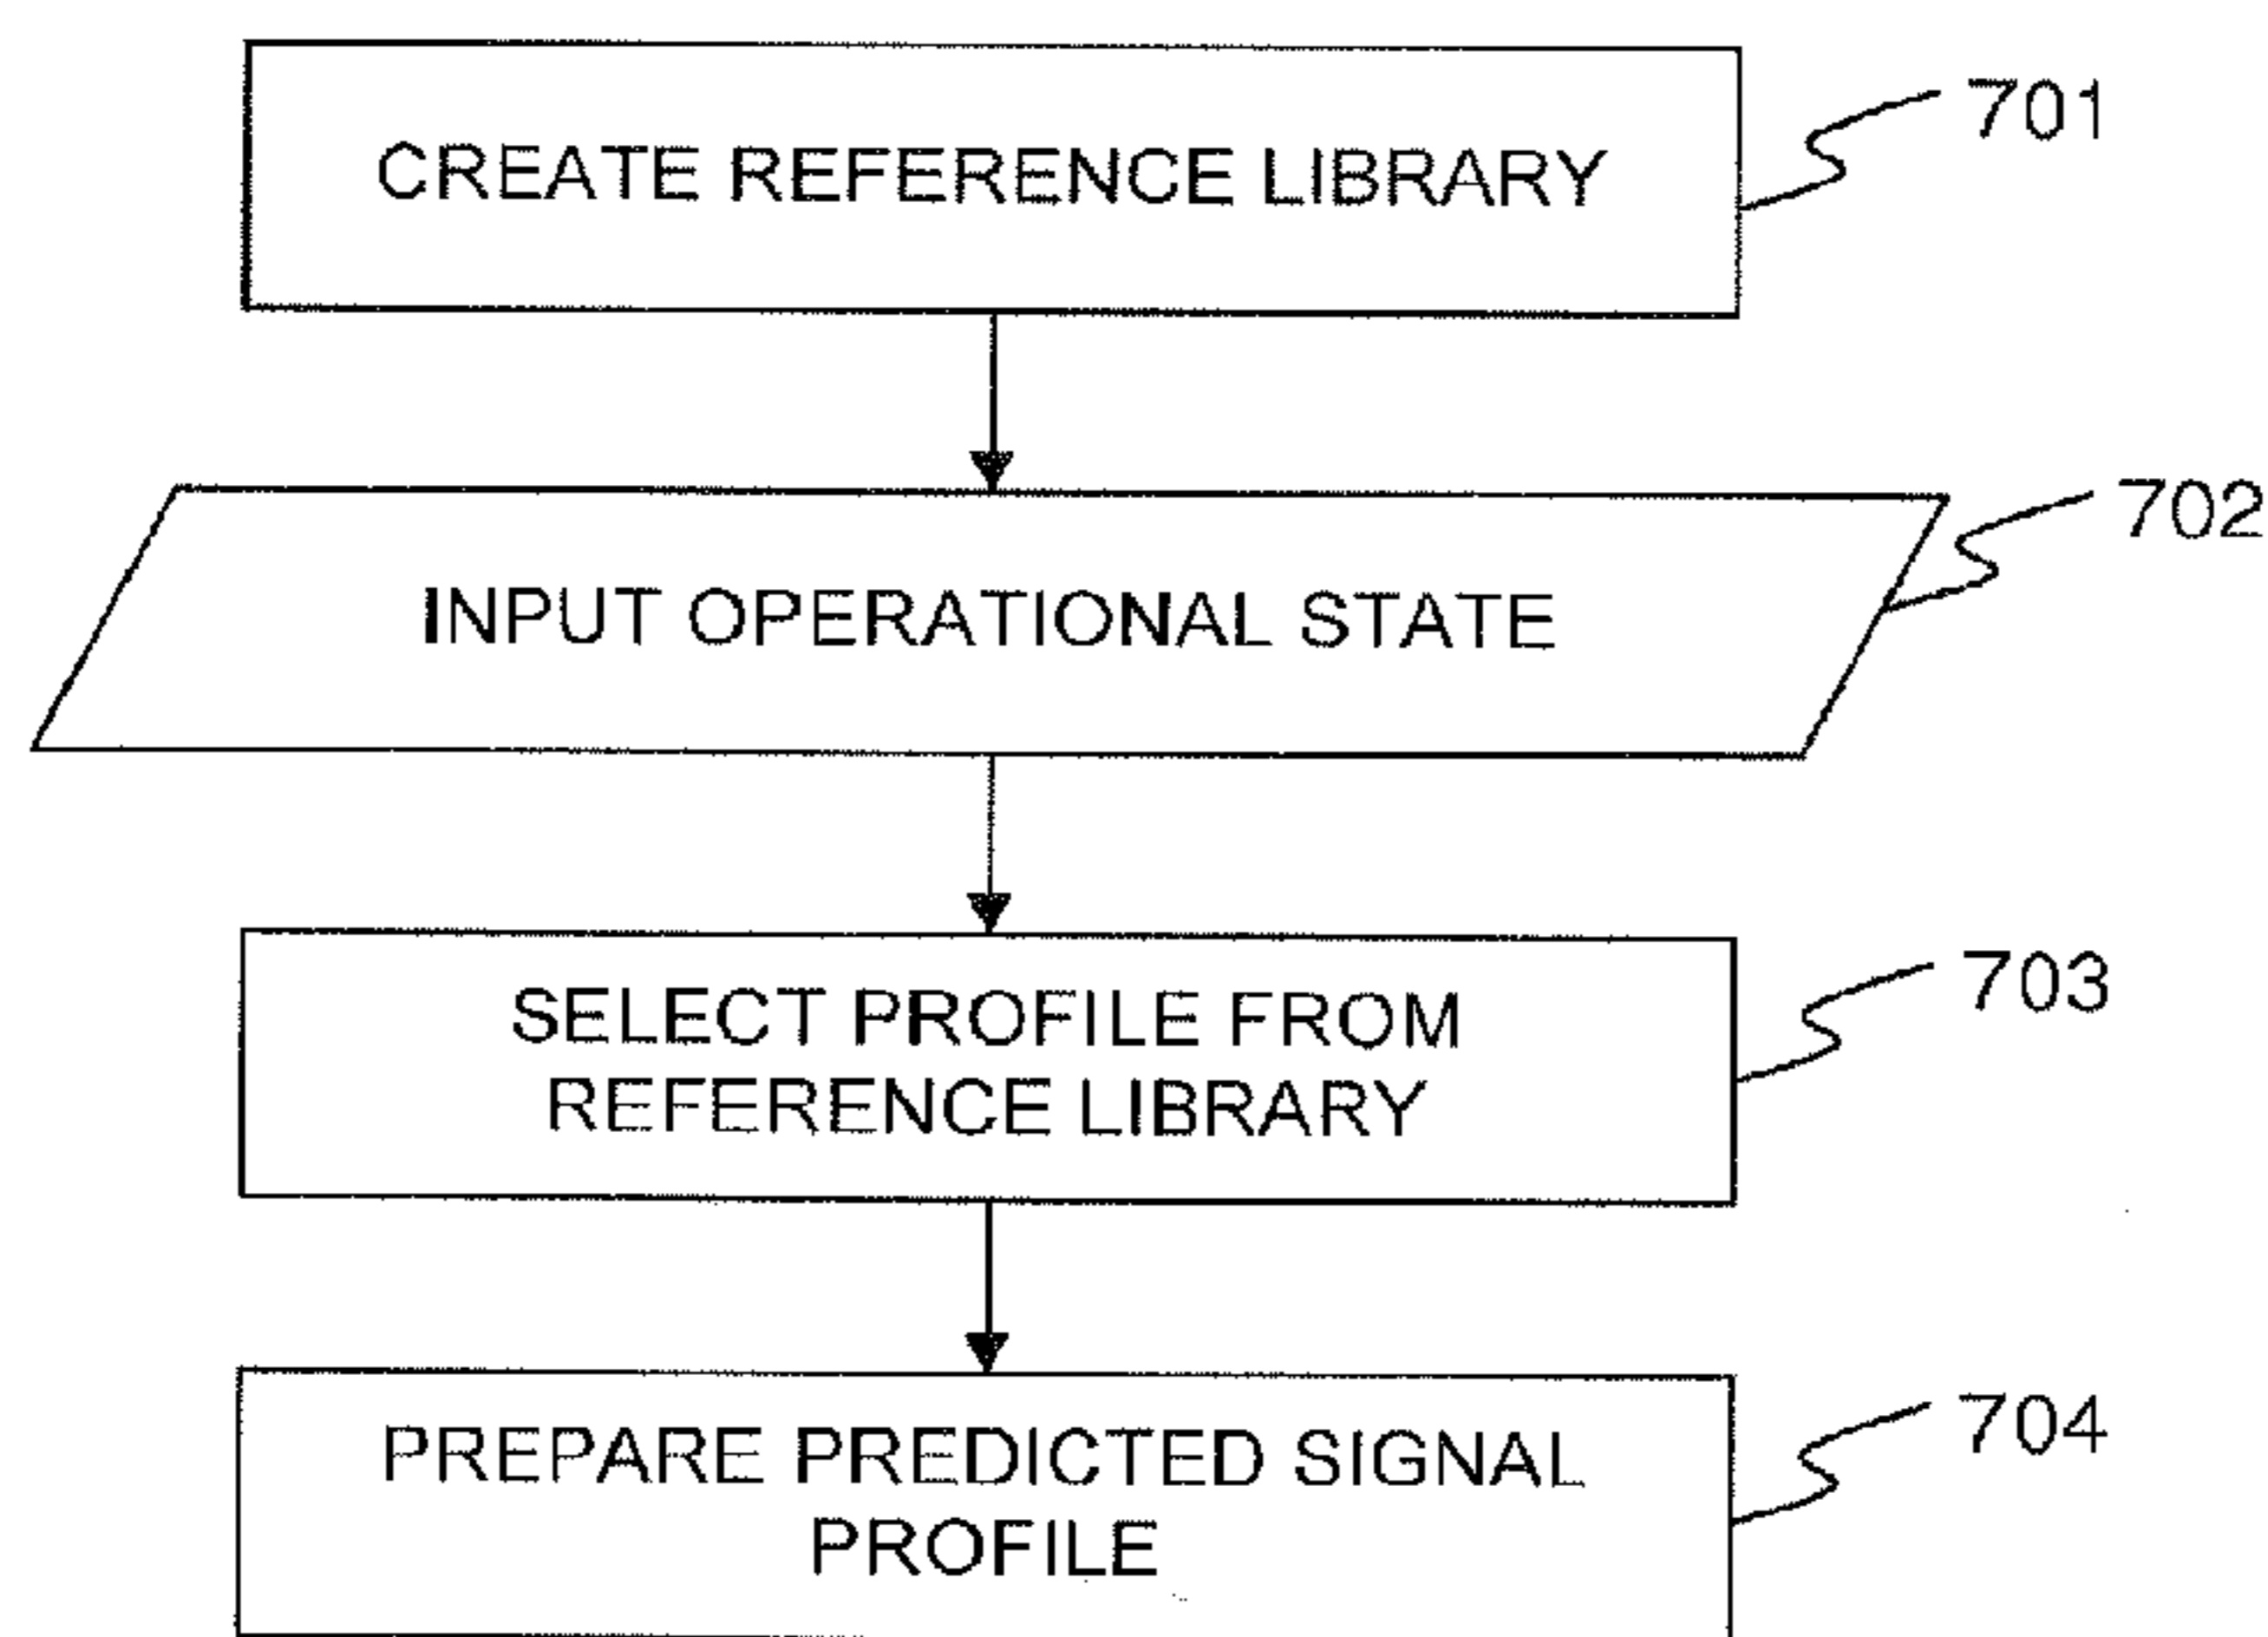 CREATE REFERENCE LIBRARY
701
INPUT OPERATIONAL STATE
702
SELECT PROFILE FROM
REFERENCE LIBRARY
703
PREPARE PREDICTED SIGNAL
PROFILE
704